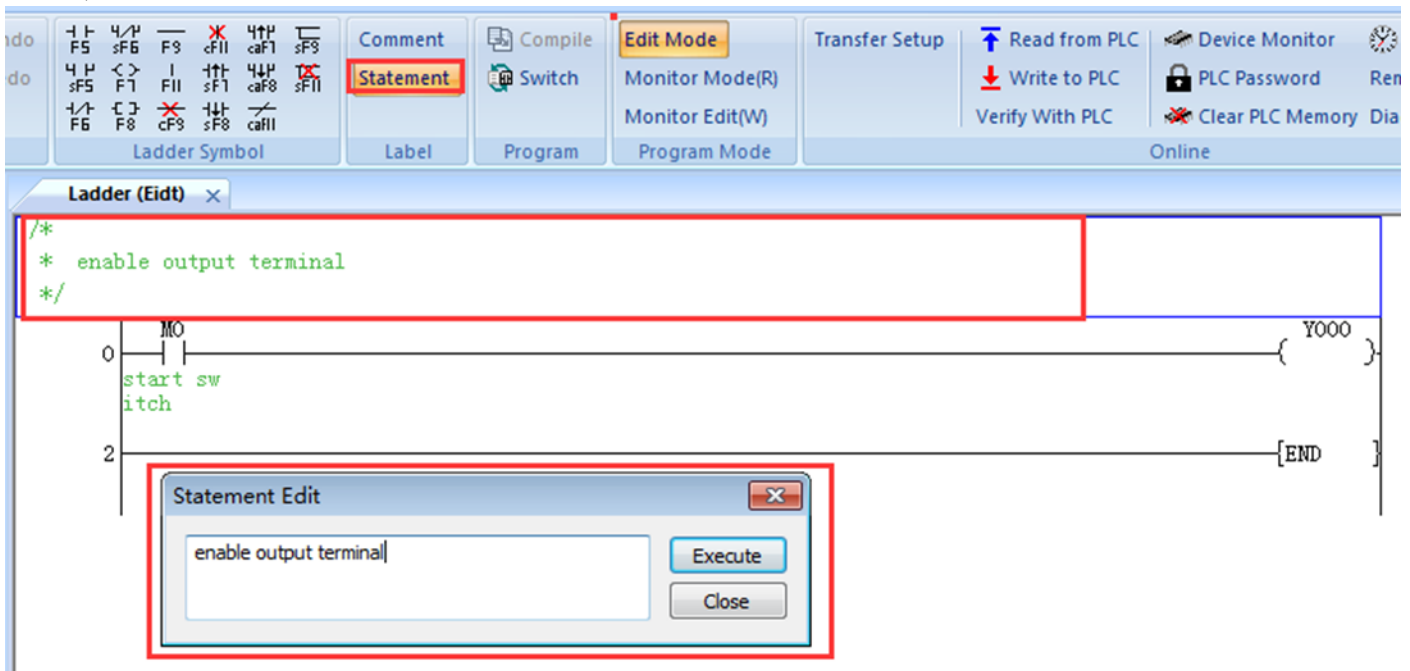 ndo F5 sF6 F9 cF11 caF1 sF9 Comment Compile Edit Mode Transfer Setup Read from PLC Device Monitor
do sF5 F7 F11 sF7 caF8 sF11 Statement Switch Monitor Mode(R) Write to PLC PLC Password Ren
F6 F8 cF9 sF8 caF11 Monitor Edit(W) Verify With PLC Clear PLC Memory Dia
Ladder Symbol Label Program Program Mode Online
Ladder (Eidt)
/*
* enable output terminal
*/
M0 Y000
0
start sw
itch
2 [END ]
Statement Edit
enable output terminal Execute
Close